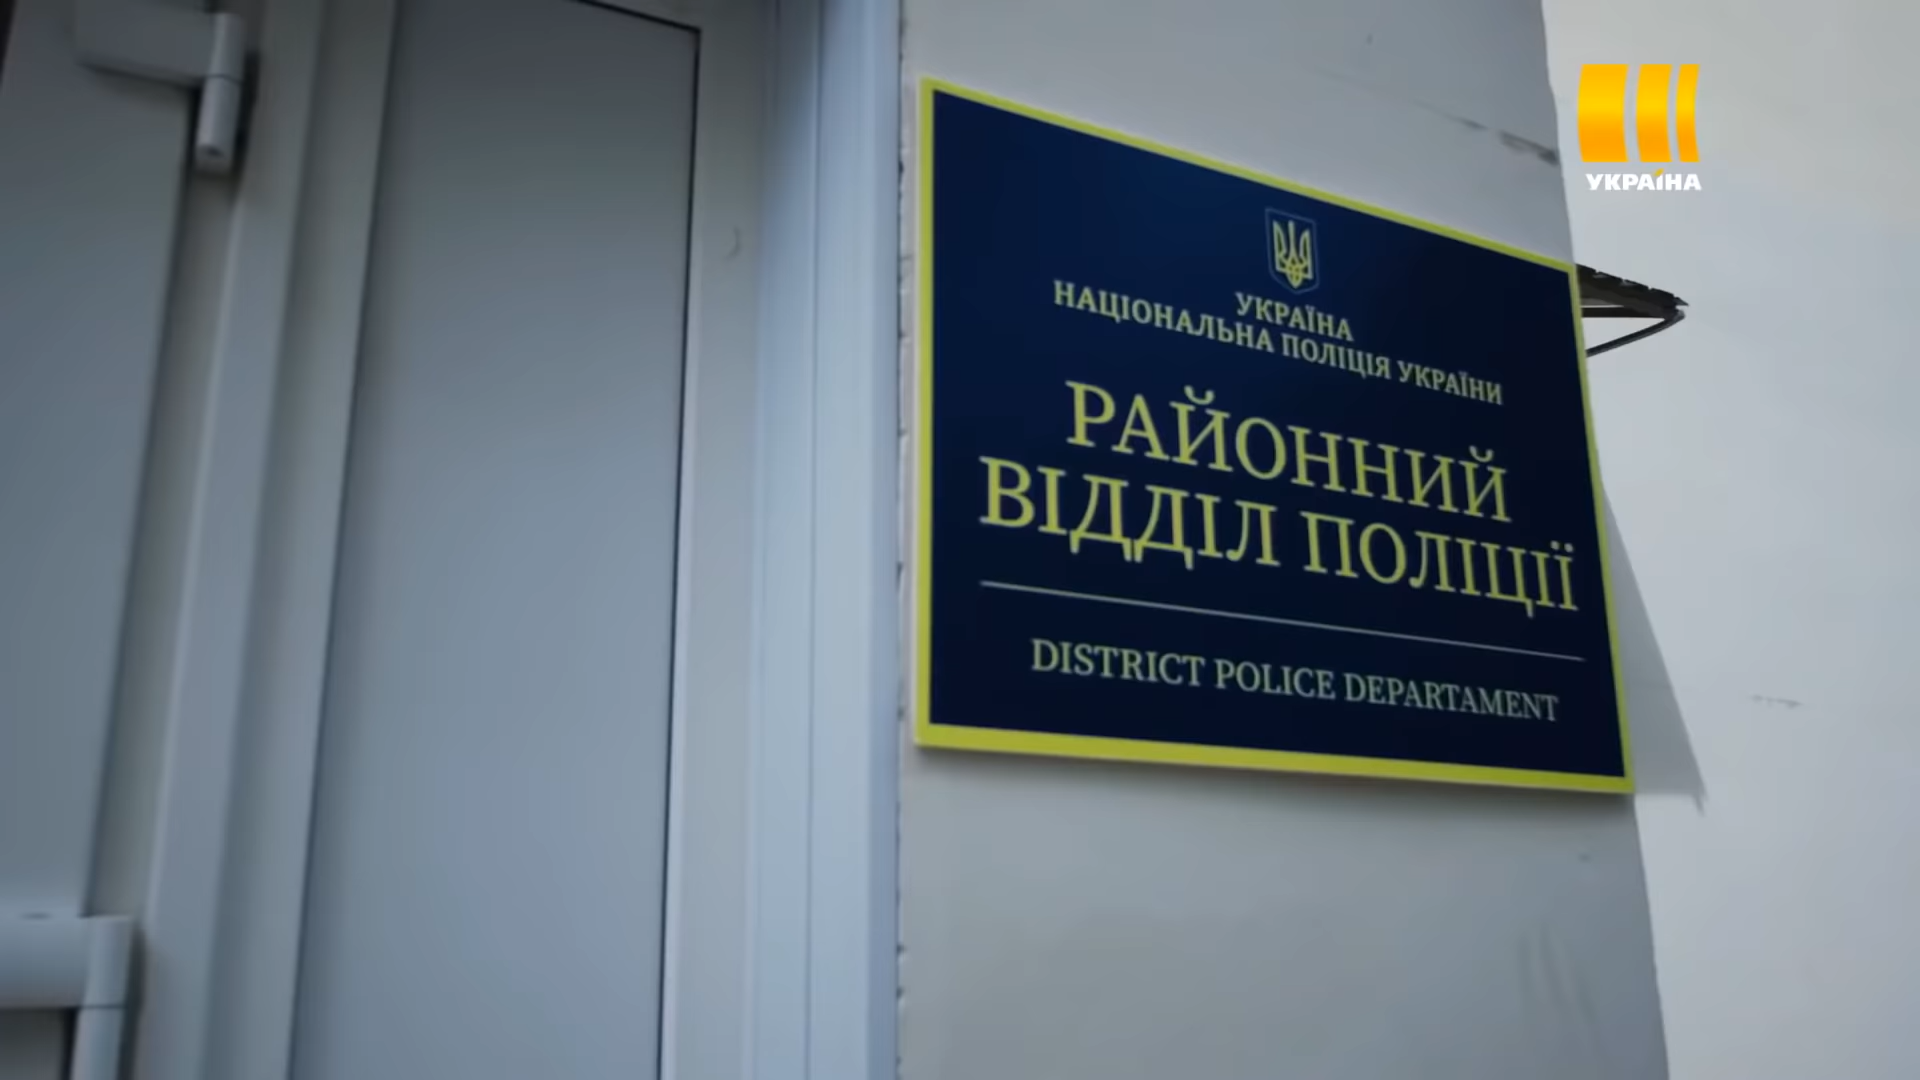 УКРАЇНА
УКРАЇНА
НАЦІОНАЛЬНА ПОЛІЦІЯ УКРАЇНИ
РАЙОННИЙ
ВІДДІЛ ПОЛІЦІЇ
DISTRICT POLICE DEPARTAMENT